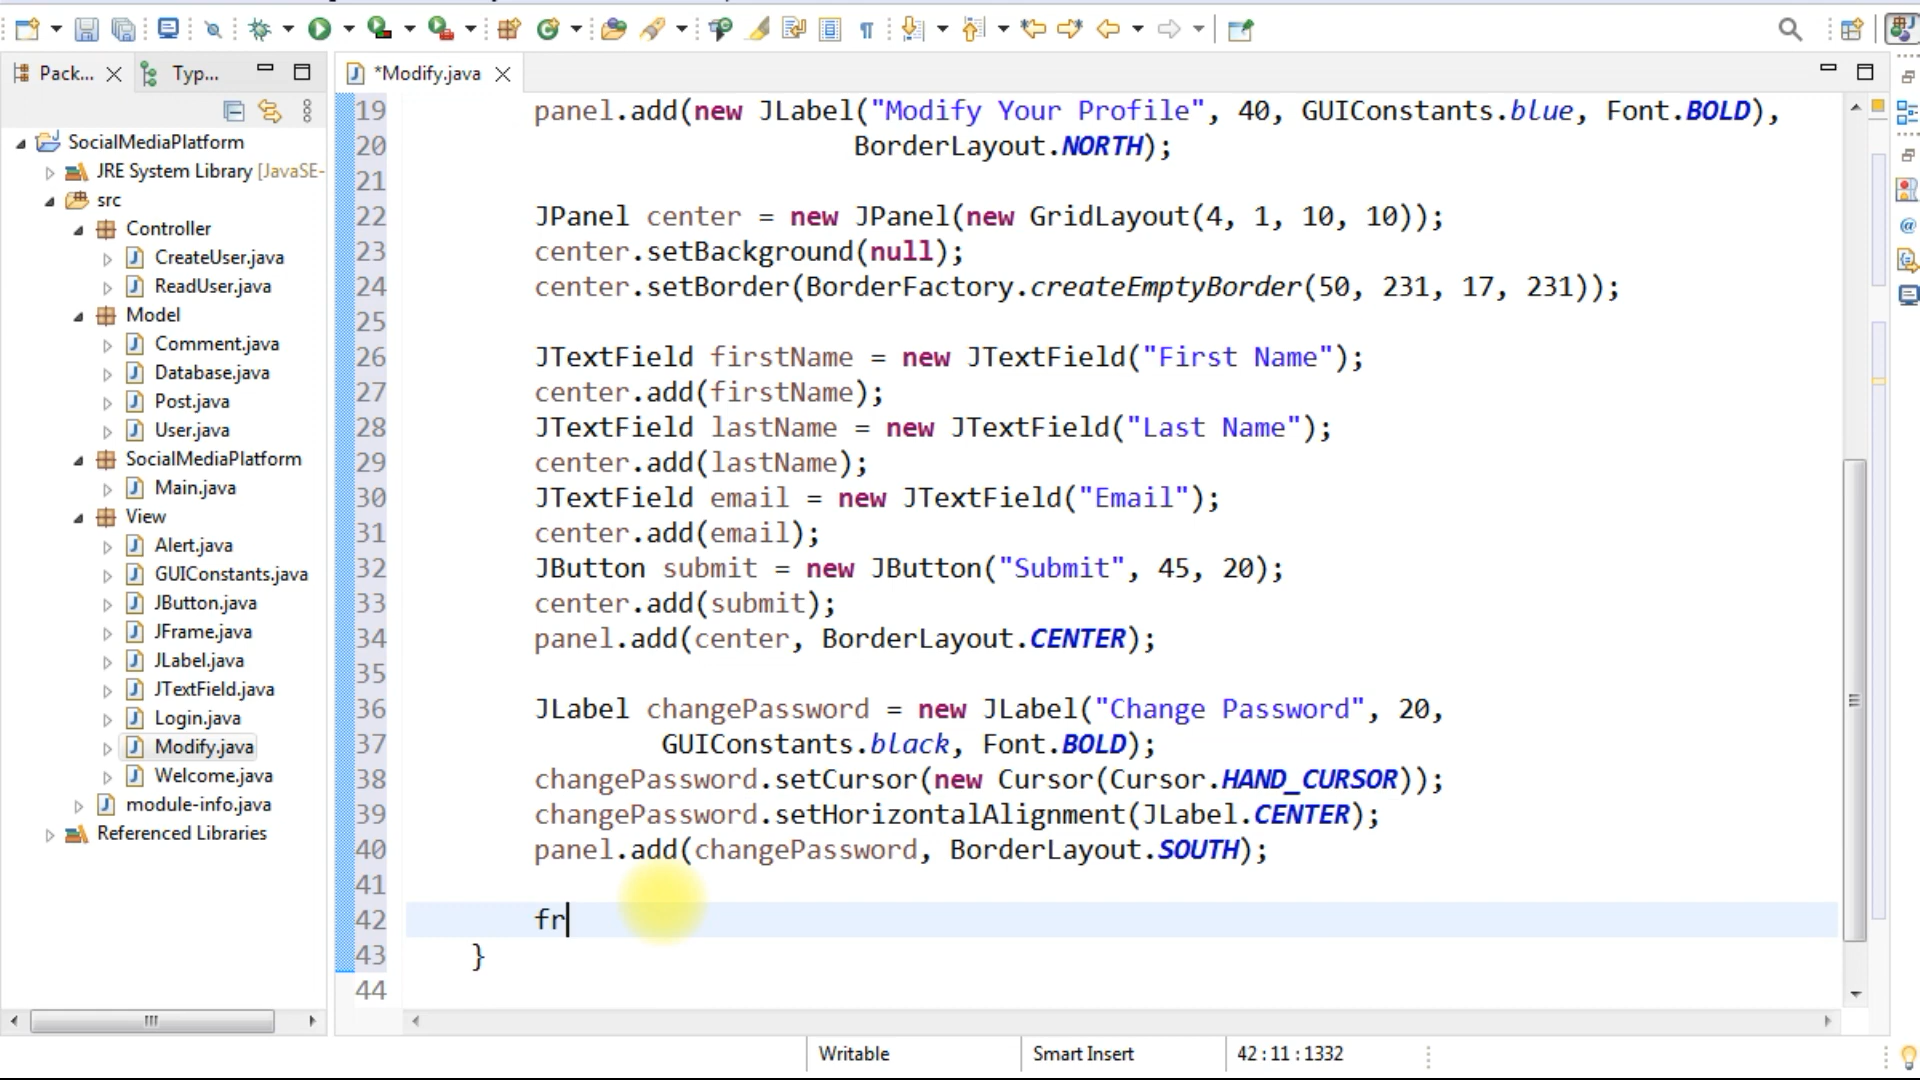 Pack...
Typ...
*Modify.java
SocialMediaPlatform
JRE System Library [JavaSE-
src
Controller
CreateUser.java
ReadUser.java
Model
Comment.java
Database.java
Post.java
User.java
SocialMediaPlatform
Main.java
View
Alert.java
GUIConstants.java
JButton.java
JFrame.java
JLabel.java
JTextField.java
Login.java
Modify.java
Welcome.java
module-info.java
Referenced Libraries
19 panel.add(new JLabel("Modify Your Profile", 40, GUIConstants.blue, Font.BOLD),
20 BorderLayout.NORTH);
21
22 JPanel center = new JPanel(new GridLayout(4, 1, 10, 10));
23 center.setBackground(null);
24 center.setBorder(BorderFactory.createEmptyBorder(50, 231, 17, 231));
25
26 JTextField firstName = new JTextField("First Name");
27 center.add(firstName);
28 JTextField lastName = new JTextField("Last Name");
29 center.add(lastName);
30 JTextField email = new JTextField("Email");
31 center.add(email);
32 JButton submit = new JButton("Submit", 45, 20);
33 center.add(submit);
34 panel.add(center, BorderLayout.CENTER);
35
36 JLabel changePassword = new JLabel("Change Password", 20,
37 GUIConstants.black, Font.BOLD);
38 changePassword.setCursor(new Cursor(Cursor.HAND_CURSOR));
39 changePassword.setHorizontalAlignment(JLabel.CENTER);
40 panel.add(changePassword, BorderLayout.SOUTH);
41
42 fr
43 }
44
Writable
Smart Insert
42 : 11 : 1332